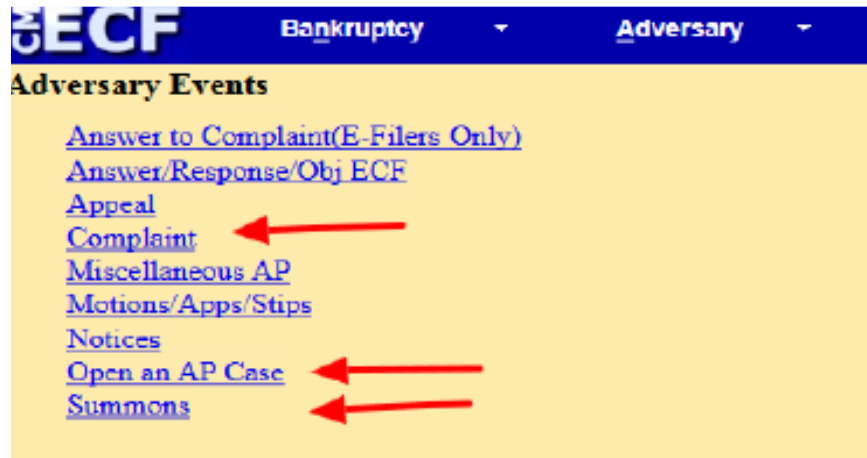 CM ECF Bankruptcy Adversary
Adversary Events
Answer to Complaint(E-Filers Only)
Answer/Response/Obj ECF
Appeal
Complaint
Miscellaneous AP
Motions/Apps/Stips
Notices
Open an AP Case
Summons